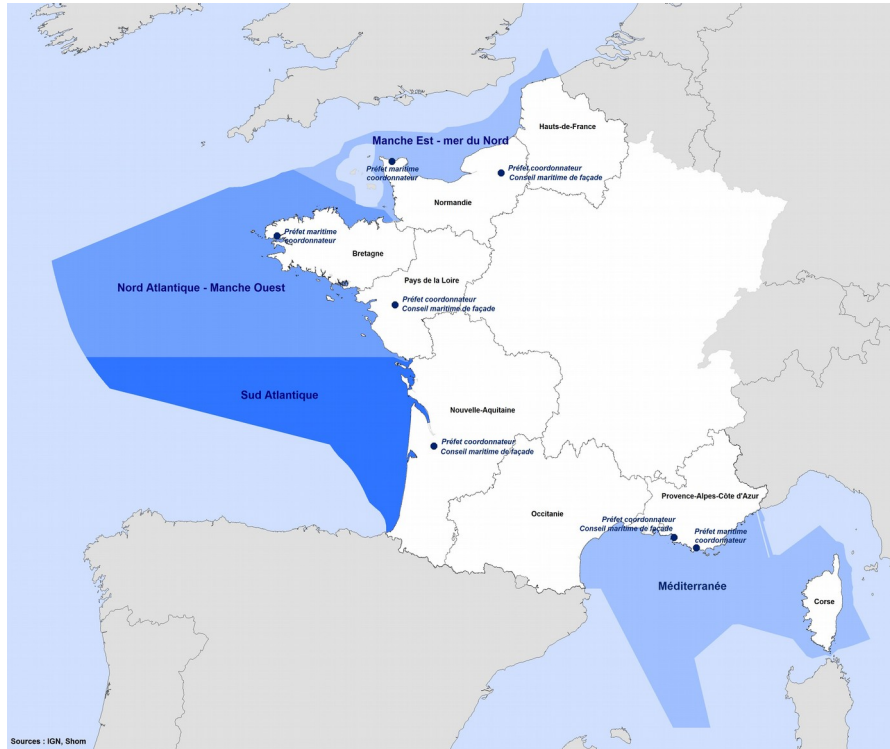 Hauts-de-France
Manche Est - mer du Nord
Préfet maritime
coordonnateur
Préfet coordonnateur
Conseil maritime de façade
Normandie
Préfet maritime
coordonnateur
Bretagne
Pays de la Loire
Nord Atlantique - Manche Ouest
Préfet coordonnateur
Conseil maritime de façade
Sud Atlantique
Nouvelle-Aquitaine
Préfet coordonnateur
Conseil maritime de façade
Provence-Alpes-Côte d'Azur
Occitanie
Préfet coordonnateur
Conseil maritime de façade
Préfet maritime
coordonnateur
Méditerranée
Corse
Sources : IGN, Shom